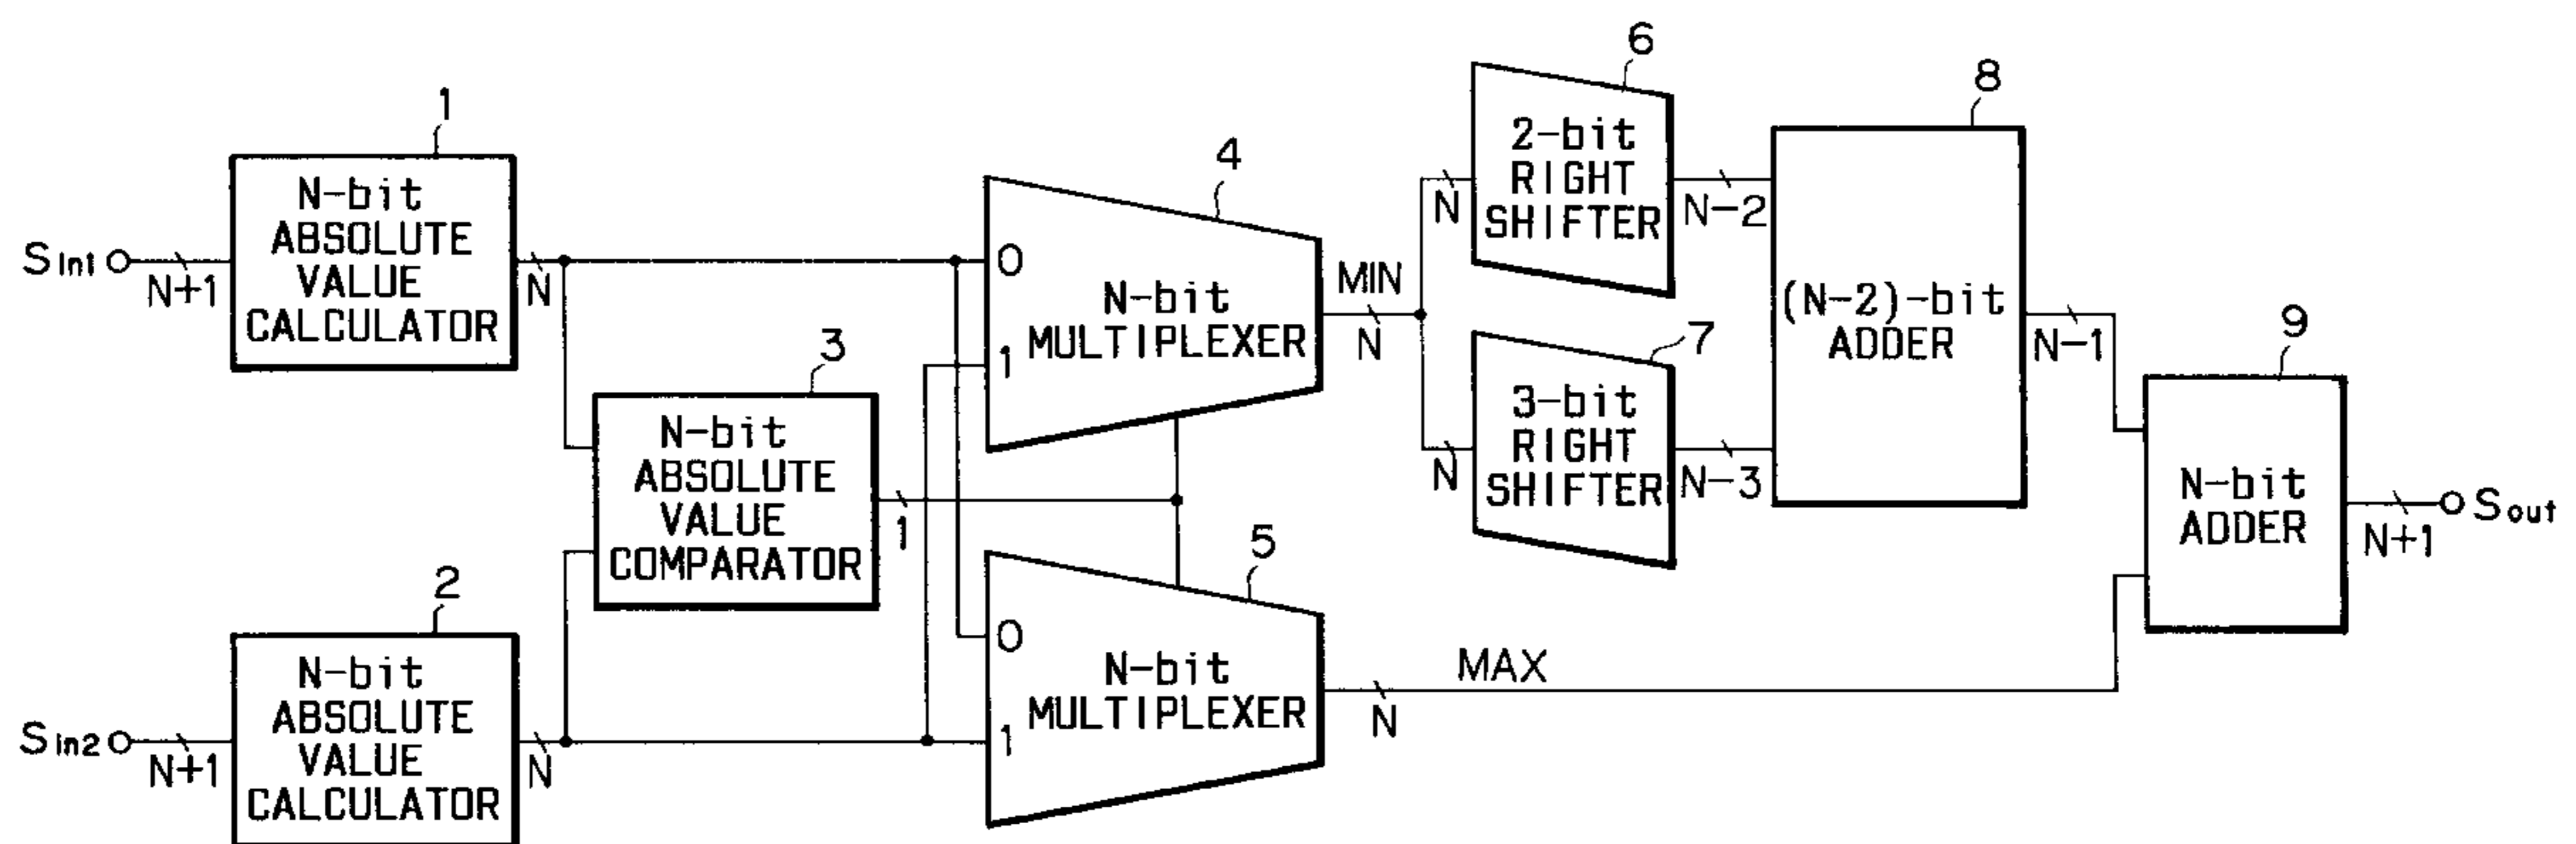 1
N-bit
ABSOLUTE
VALUE
CALCULATOR
Sin1
N+1
N
2
N-bit
ABSOLUTE
VALUE
CALCULATOR
Sin2
N+1
N
3
N-bit
ABSOLUTE
VALUE
COMPARATOR
1
4
0
1
N-bit
MULTIPLEXER
MIN
N
5
0
1
N-bit
MULTIPLEXER
MAX
N
6
2-bit
RIGHT
SHIFTER
N
N-2
7
3-bit
RIGHT
SHIFTER
N
N-3
8
(N-2)-bit
ADDER
N-1
9
N-bit
ADDER
N+1
Sout